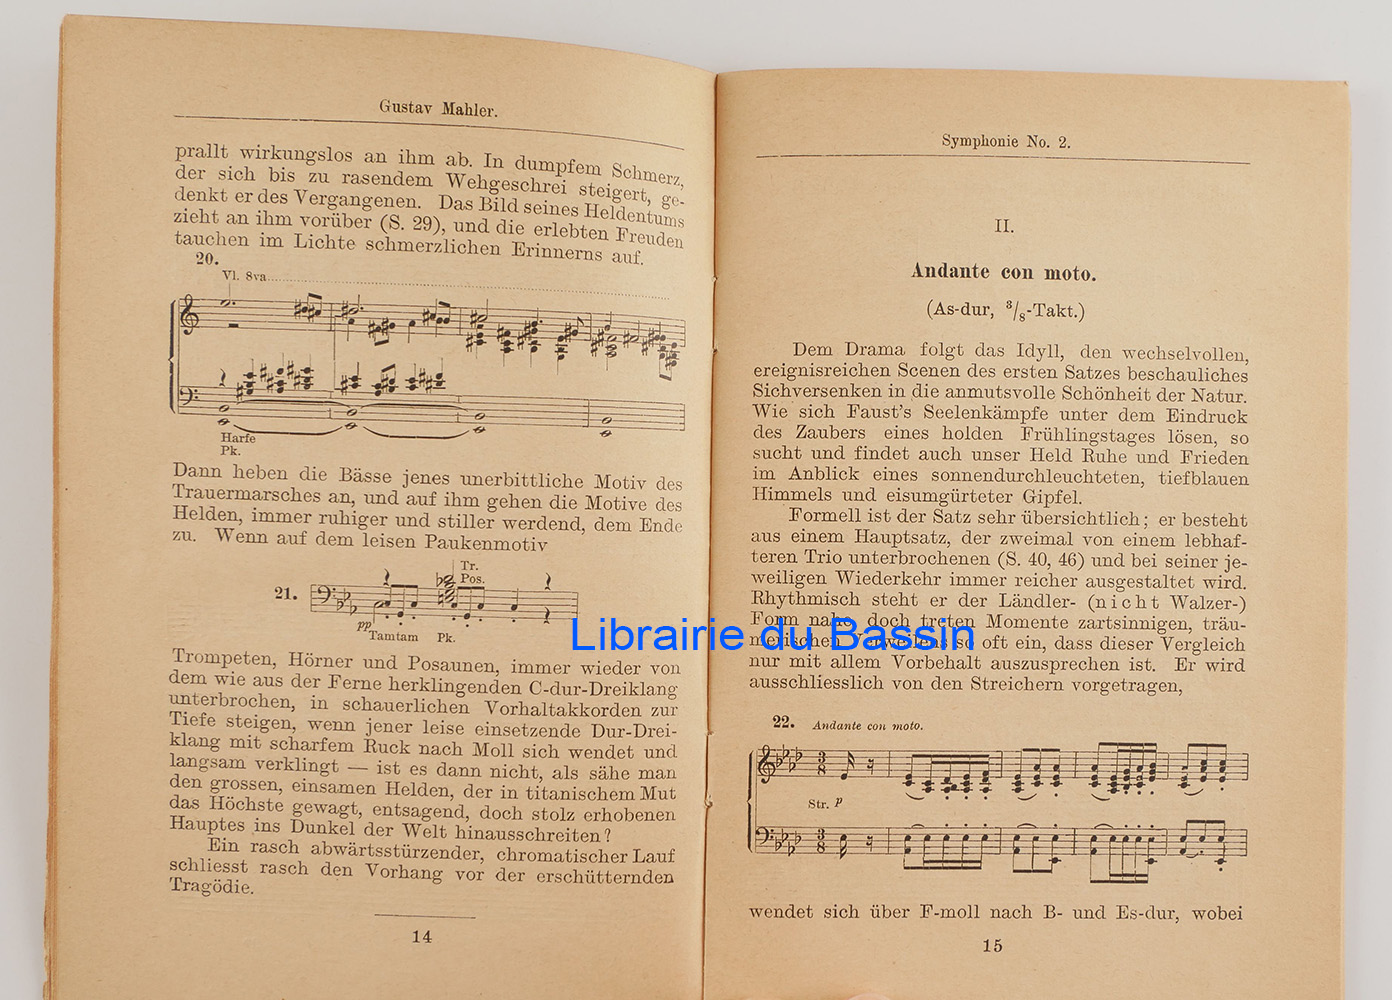 Gustav Mahler.
prallt wirkungslos an ihm ab. In dumpfem Schmerz,
der sich bis zu rasendem Wehgeschrei steigert, ge-
denkt er des Vergangenen. Das Bild seines Heldentums
zieht an ihm vorüber (S. 29), und die erlebten Freuden
tauchen im Lichte schmerzlichen Erinnerns auf.
20.
Vl. 8va
Harfe
Pk.
Dann heben die Bässe jenes unerbittliche Motiv des
Trauermarsches an, und auf ihm gehen die Motive des
Helden, immer ruhiger und stiller werdend, dem Ende
zu. Wenn auf dem leisen Paukenmotiv
Tr.
Pos.
21.
pp
Tamtam Pk.
Trompeten, Hörner und Posaunen, immer wieder von
dem wie aus der Ferne herklingenden C-dur-Dreiklang
unterbrochen, in schauerlichen Vorhaltakkorden zur
Tiefe steigen, wenn jener leise einsetzende Dur-Drei-
klang mit scharfem Ruck nach Moll sich wendet und
langsam verklingt — ist es dann nicht, als sähe man
den grossen, einsamen Helden, der in titanischem Mut
das Höchste gewagt, entsagend, doch stolz erhobenen
Hauptes ins Dunkel der Welt hinausschreiten?
Ein rasch abwärtsstürzender, chromatischer Lauf
schliesst rasch den Vorhang vor der erschütternden
Tragödie.
14
Symphonie No. 2.
II.
Andante con moto.
(As-dur, 3/8-Takt.)
Dem Drama folgt das Idyll, den wechselvollen,
ereignisreichen Scenen des ersten Satzes beschauliches
Sichversenken in die anmutsvolle Schönheit der Natur.
Wie sich Faust's Seelenkämpfe unter dem Eindruck
des Zaubers eines holden Frühlingstages lösen, so
sucht und findet auch unser Held Ruhe und Frieden
im Anblick eines sonnendurchleuchteten, tiefblauen
Himmels und eisumgürteter Gipfel.
Formell ist der Satz sehr übersichtlich; er besteht
aus einem Hauptsatz, der zweimal von einem lebhaf-
teren Trio unterbrochenen (S. 40, 46) und bei seiner je-
weiligen Wiederkehr immer reicher ausgestaltet wird.
Rhythmisch steht er der Ländler- (nicht Walzer-)
Form nahe, doch treten Momente zartsinnigen, träu-
merischen Verweilens so oft ein, dass dieser Vergleich
nur mit allem Vorbehalt auszusprechen ist. Er wird
ausschliesslich von den Streichern vorgetragen,
22. Andante con moto.
3 8
Str. p
3 8
wendet sich über F-moll nach B- und Es-dur, wobei
15
Librairie du Bassin